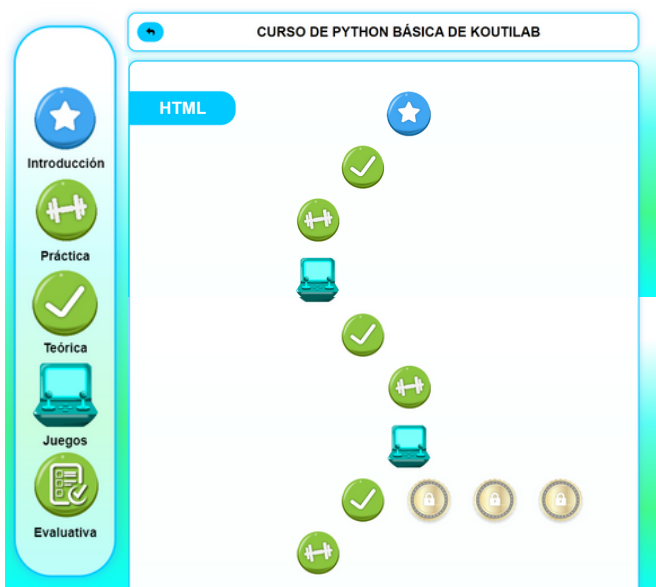 CURSO DE PYTHON BÁSICA DE KOUTILAB
HTML
Introducción
Práctica
Teórica
Juegos
Evaluativa